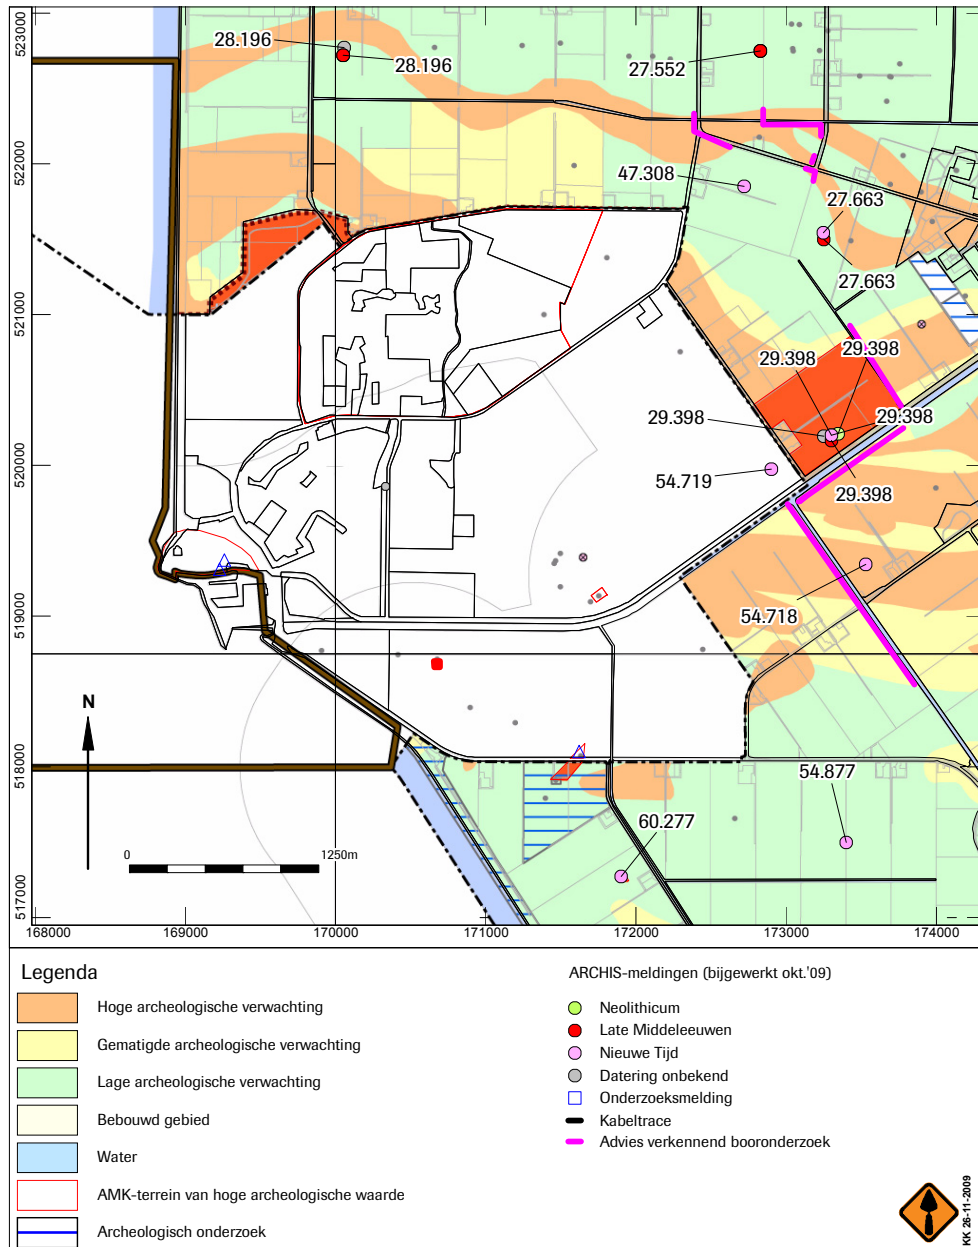 523000
522000
521000
520000
519000
518000
517000
28.196
28.196
27.552
47.308
27.663
27.663
29.398
29.398
29.398
29.398
29.398
54.719
54.718
54.877
60.277
N
0
1250m
168000
169000
170000
171000
172000
173000
174000
Legenda
Hoge archeologische verwachting
Gematigde archeologische verwachting
Lage archeologische verwachting
Bebouwd gebied
Water
AMK-terrein van hoge archeologische waarde
Archeologisch onderzoek
ARCHIS-meldingen (bijgewerkt okt.'09)
Neolithicum
Late Middeleeuwen
Nieuwe Tijd
Datering onbekend
Onderzoeksmelding
Kabeltrace
Advies verkennend booronderzoek
KK 26-11-2009